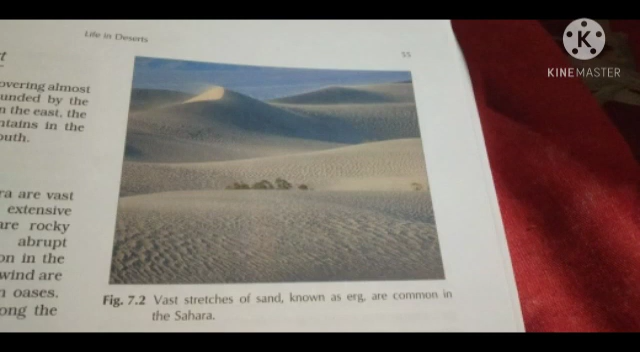 Life in Deserts
55
t
overing almost
unded by the
n the east, the
ntains in the
outh.
ra are vast
extensive
are rocky
abrupt
on in the
wind are
n oases.
ong the
Fig. 7.2 Vast stretches of sand, known as erg, are common in
the Sahara.
K
KINEMASTER